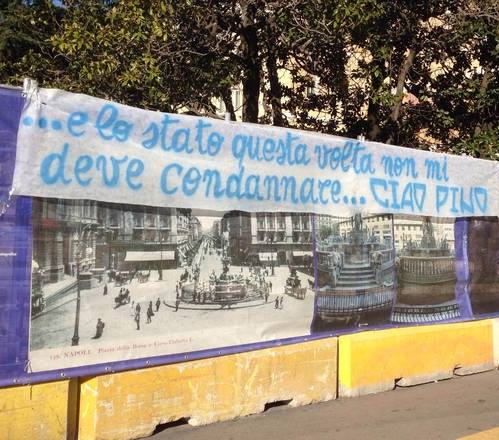 ...e lo stato questa volta non mi
deve condannare... CIAO PINO
NAPOLI Piazza della Borsa e Corso Umberto I.